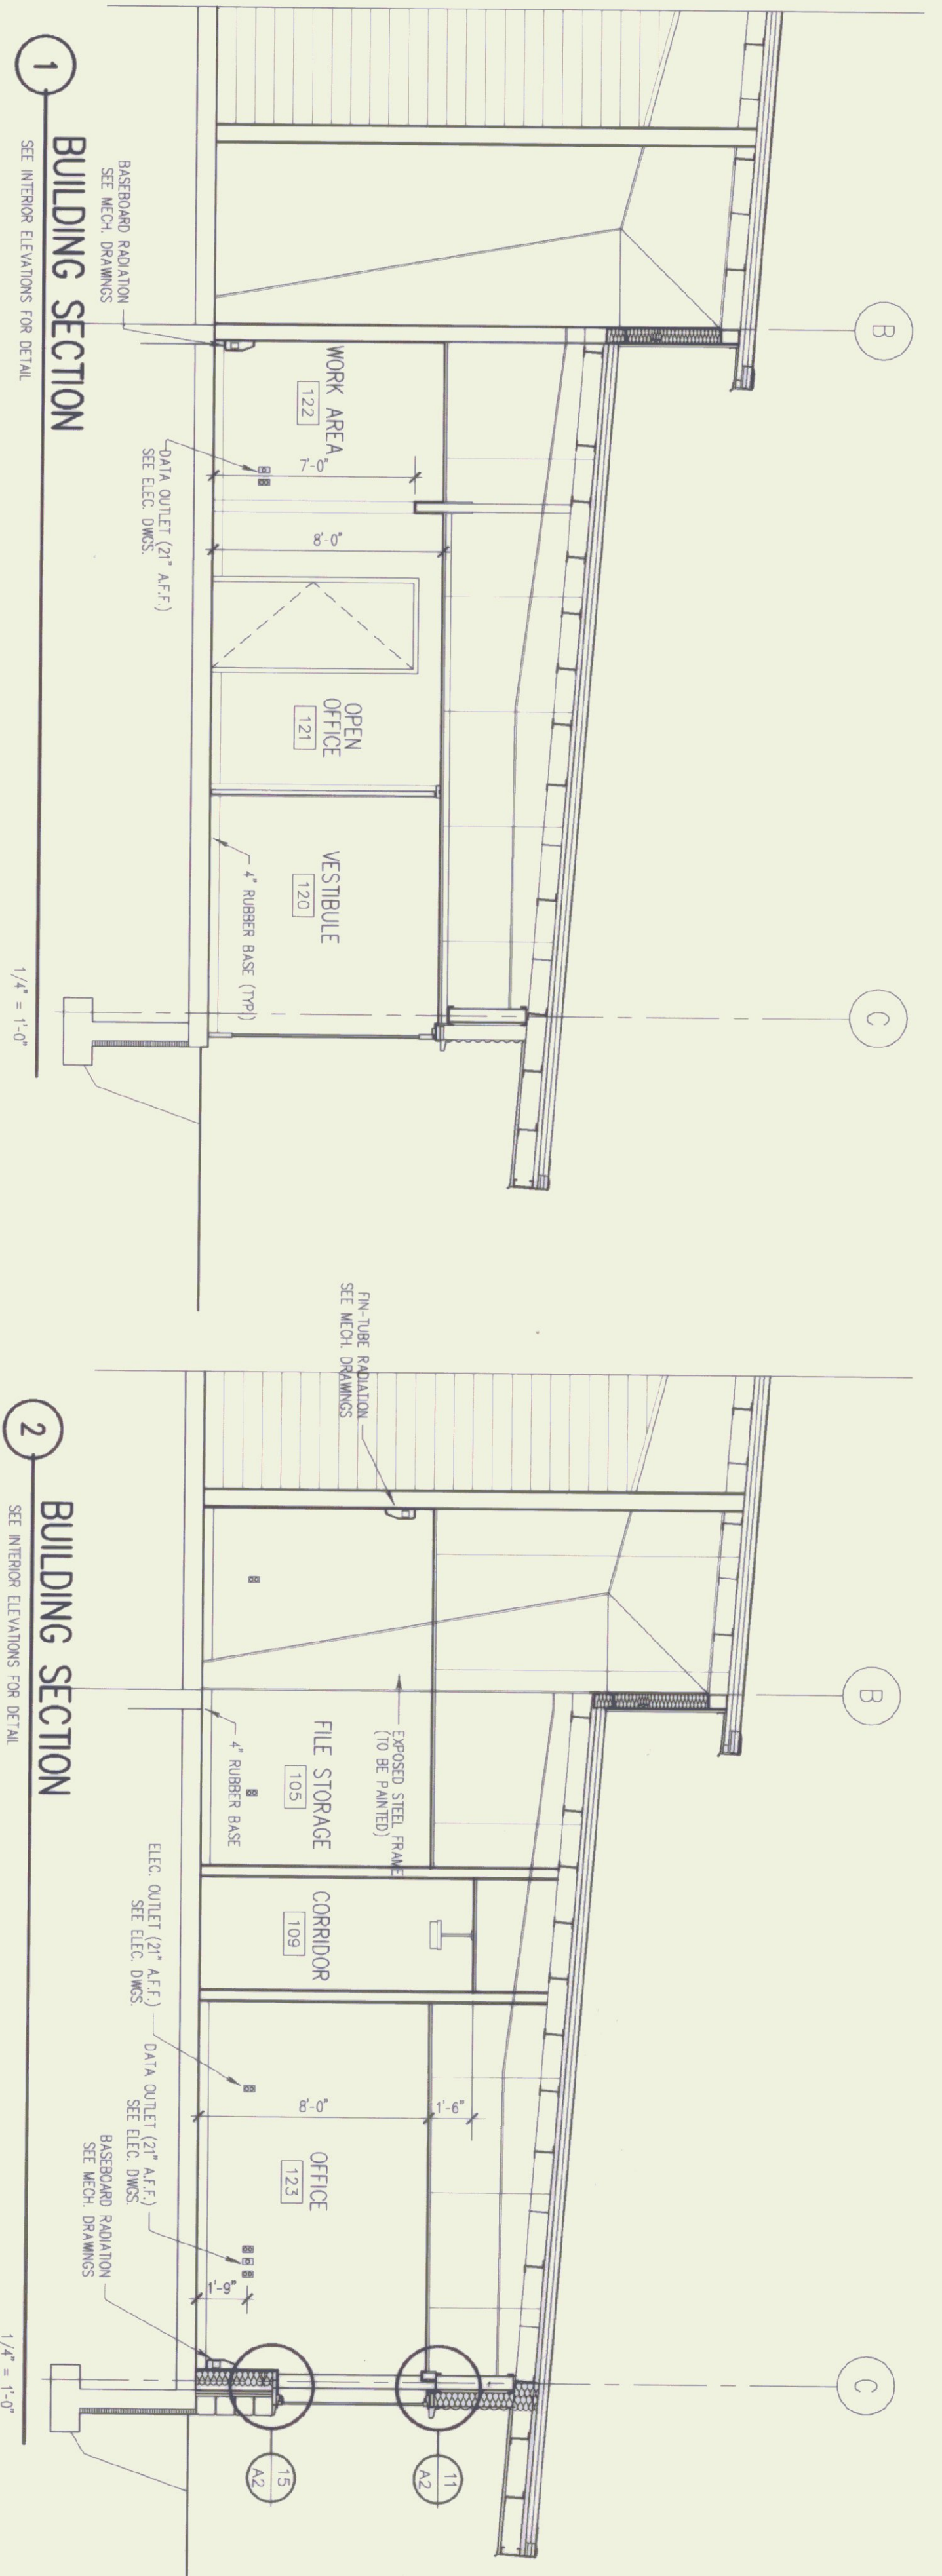 B
C
WORK AREA
122
7'-0"
8'-0"
OPEN
OFFICE
121
VESTIBULE
120
4" RUBBER BASE (TYP)
BASEBOARD RADIATION
SEE MECH. DRAWINGS
DATA OUTLET (21" A.F.F.)
SEE ELEC. DWGS.
1
BUILDING SECTION
SEE INTERIOR ELEVATIONS FOR DETAIL
1/4" = 1'-0"
B
C
FIN-TUBE RADIATION
SEE MECH. DRAWINGS
EXPOSED STEEL FRAME
(TO BE PAINTED)
FILE STORAGE
105
4" RUBBER BASE
CORRIDOR
109
8'-0"
1'-6"
OFFICE
123
1'-9"
11
A2
15
A2
ELEC. OUTLET (21" A.F.F.)
SEE ELEC. DWGS.
DATA OUTLET (21" A.F.F.)
SEE ELEC. DWGS.
BASEBOARD RADIATION
SEE MECH. DRAWINGS
2
BUILDING SECTION
SEE INTERIOR ELEVATIONS FOR DETAIL
1/4" = 1'-0"